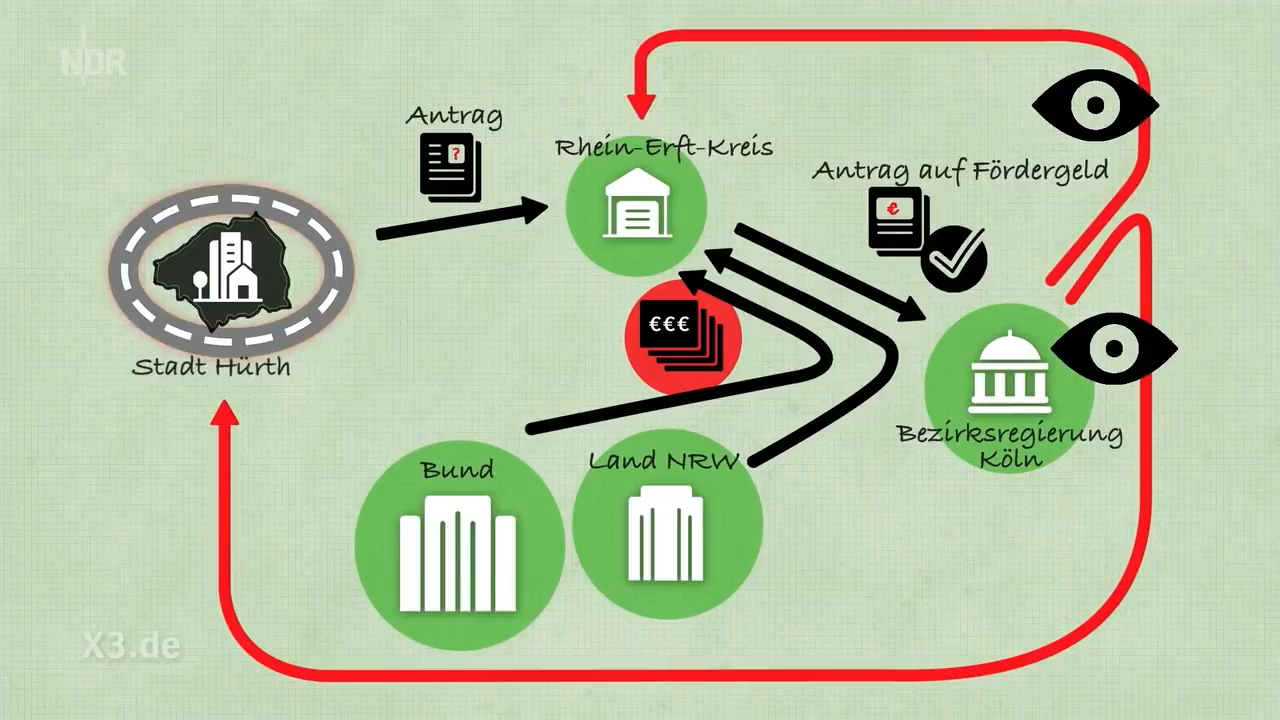 NDR
Antrag
?
Rhein-Erft-Kreis
Antrag auf Fördergeld
€
€€€
Stadt Hürth
Bezirksregierung
Köln
Bund
Land NRW
X3.de